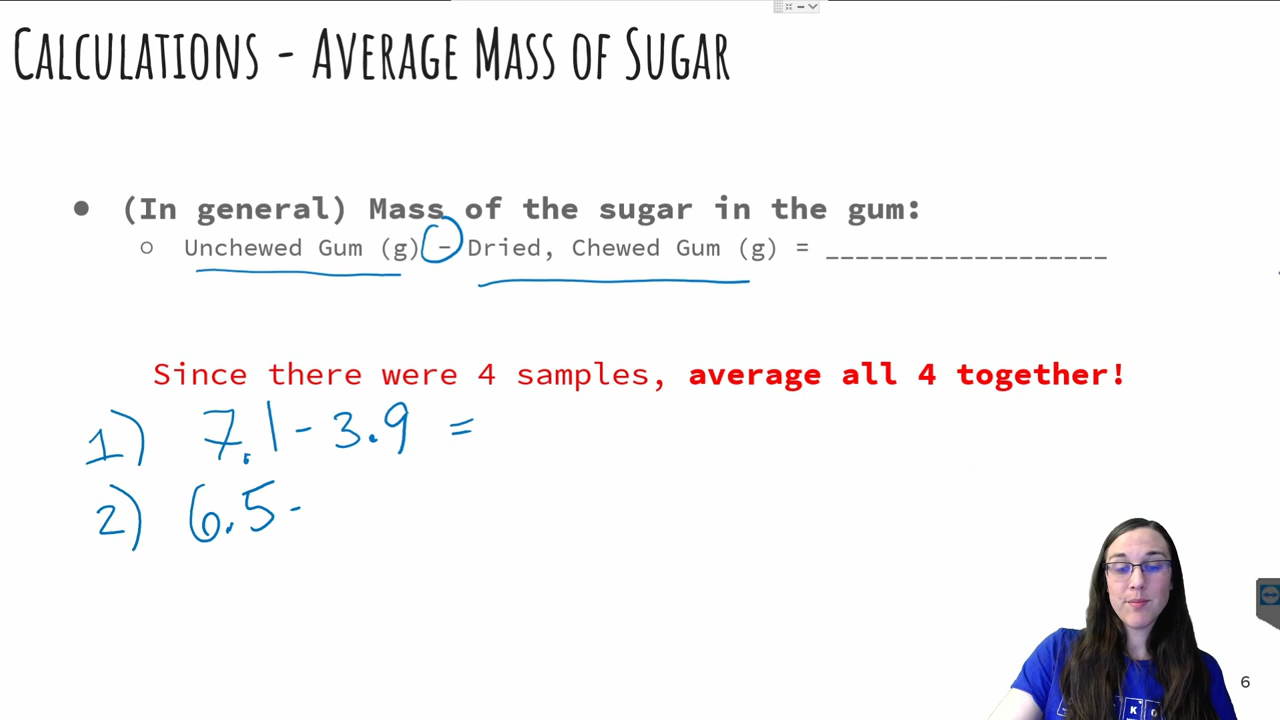 CALCULATIONS - AVERAGE MASS OF SUGAR
● (In general) Mass of the sugar in the gum:
○ Unchewed Gum (g) - Dried, Chewed Gum (g) = ___________________
Since there were 4 samples, average all 4 together!
1) 7.1 - 3.9 =
2) 6.5 -
K
6